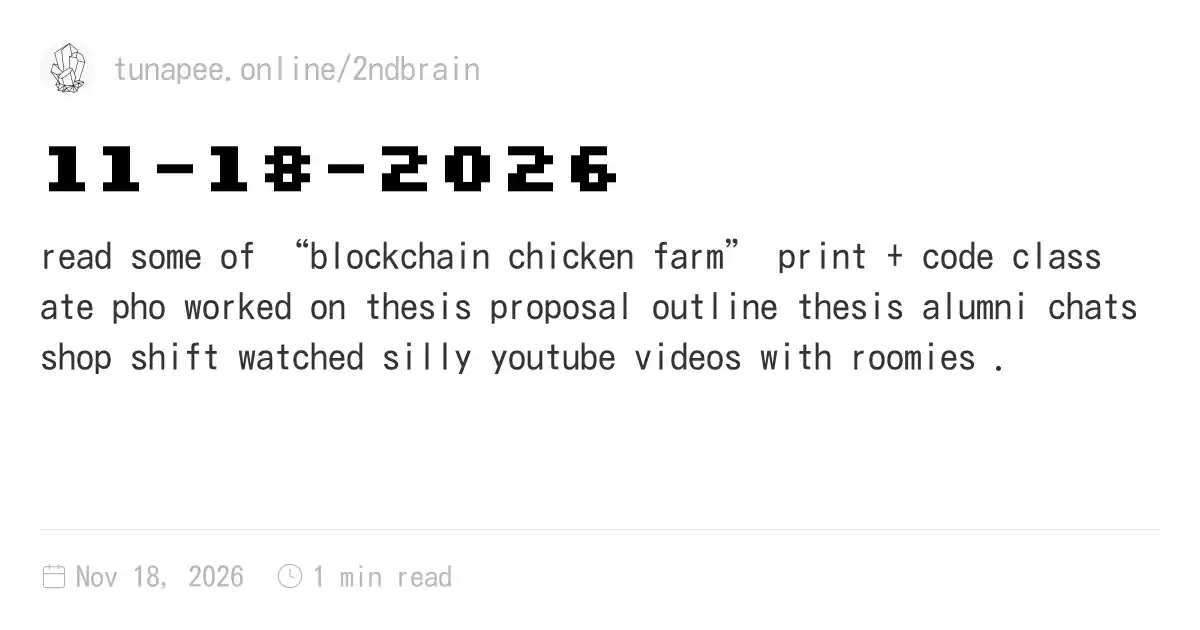 tunapee.online/2ndbrain
11-18-2026
read some of “blockchain chicken farm” print + code class
ate pho worked on thesis proposal outline thesis alumni chats
shop shift watched silly youtube videos with roomies .
Nov 18, 2026 1 min read